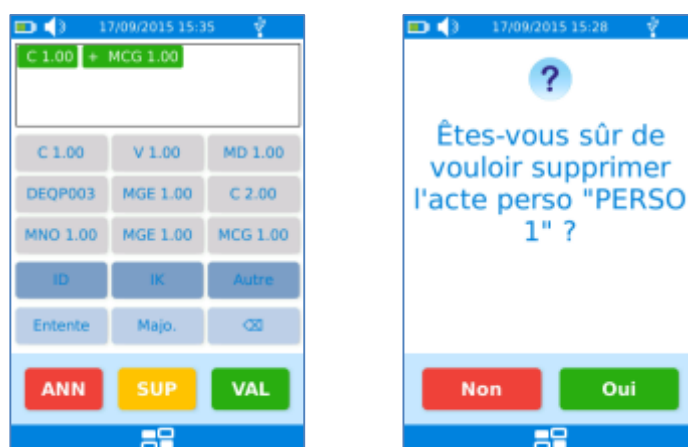 17/09/2015 15:35
C 1.00 + MCG 1.00
C 1.00 V 1.00 MD 1.00
DEQP003 MGE 1.00 C 2.00
MNO 1.00 MGE 1.00 MCG 1.00
ID IK Autre
Entente Majo.
ANN SUP VAL
17/09/2015 15:28
?
Êtes-vous sûr de
vouloir supprimer
l'acte perso "PERSO
1" ?
Non Oui